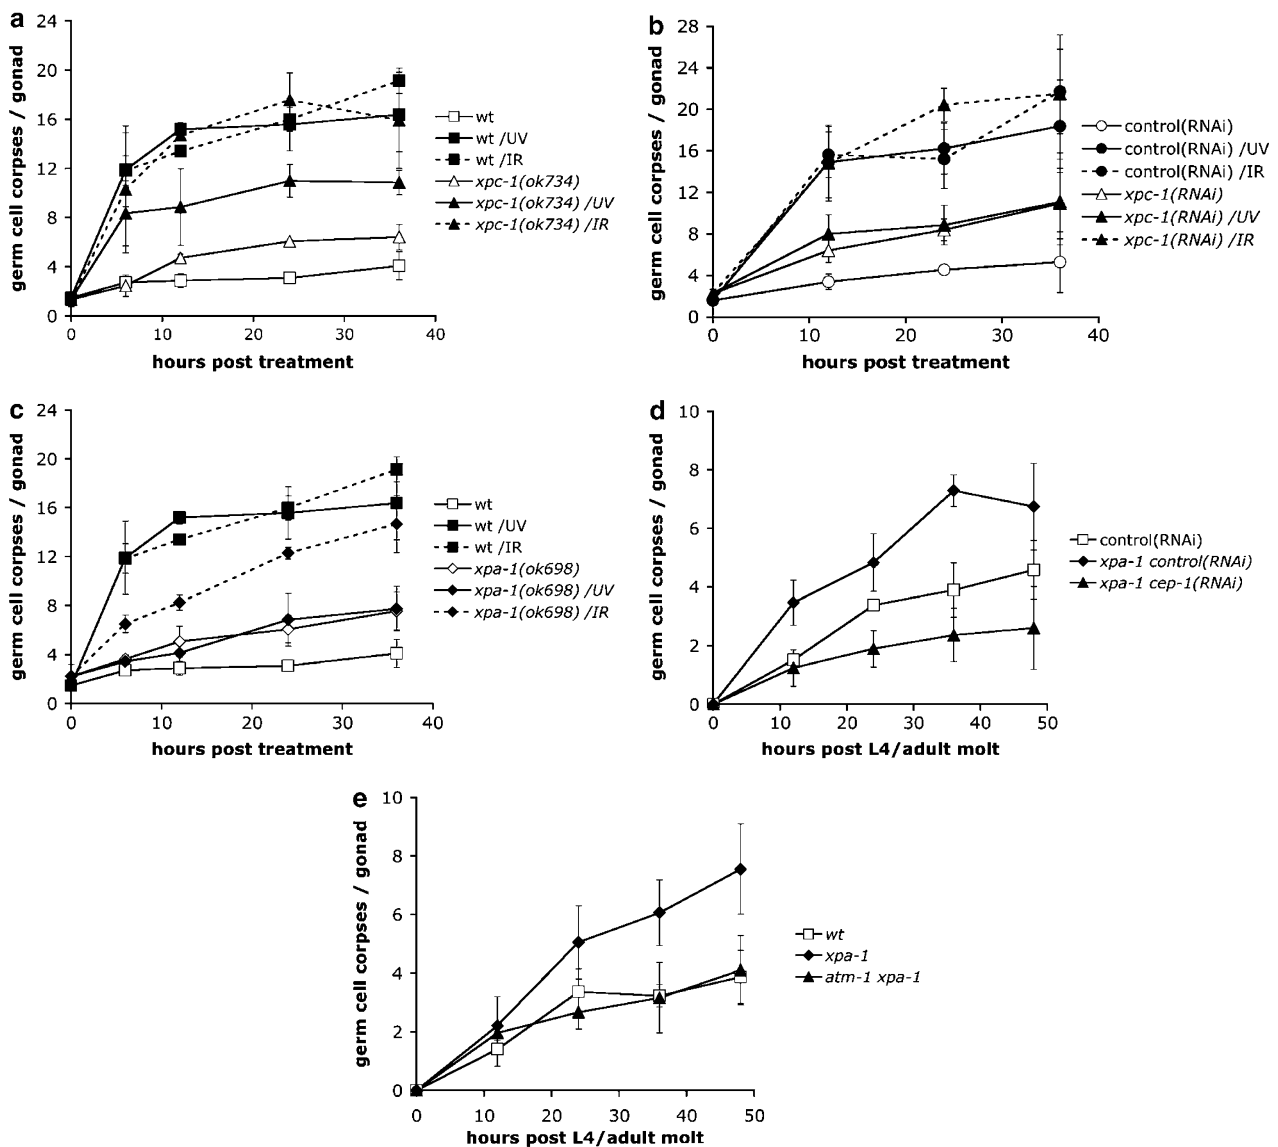 a
germ cell corpses / gonad
24
20
16
12
8
4
0
0 10 20 30 40
hours post treatment
wt
wt /UV
wt /IR
xpc-1(ok734)
xpc-1(ok734) /UV
xpc-1(ok734) /IR
b
germ cell corpses / gonad
28
24
20
16
12
8
4
0
0 10 20 30 40
hours post treatment
control(RNAi)
control(RNAi) /UV
control(RNAi) /IR
xpc-1(RNAi)
xpc-1(RNAi) /UV
xpc-1(RNAi) /IR
c
germ cell corpses / gonad
24
20
16
12
8
4
0
0 10 20 30 40
hours post treatment
wt
wt /UV
wt /IR
xpa-1(ok698)
xpa-1(ok698) /UV
xpa-1(ok698) /IR
d
germ cell corpses / gonad
10
8
6
4
2
0
0 10 20 30 40 50
hours post L4/adult molt
control(RNAi)
xpa-1 control(RNAi)
xpa-1 cep-1(RNAi)
e
germ cell corpses / gonad
10
8
6
4
2
0
0 10 20 30 40 50
hours post L4/adult molt
wt
xpa-1
atm-1 xpa-1